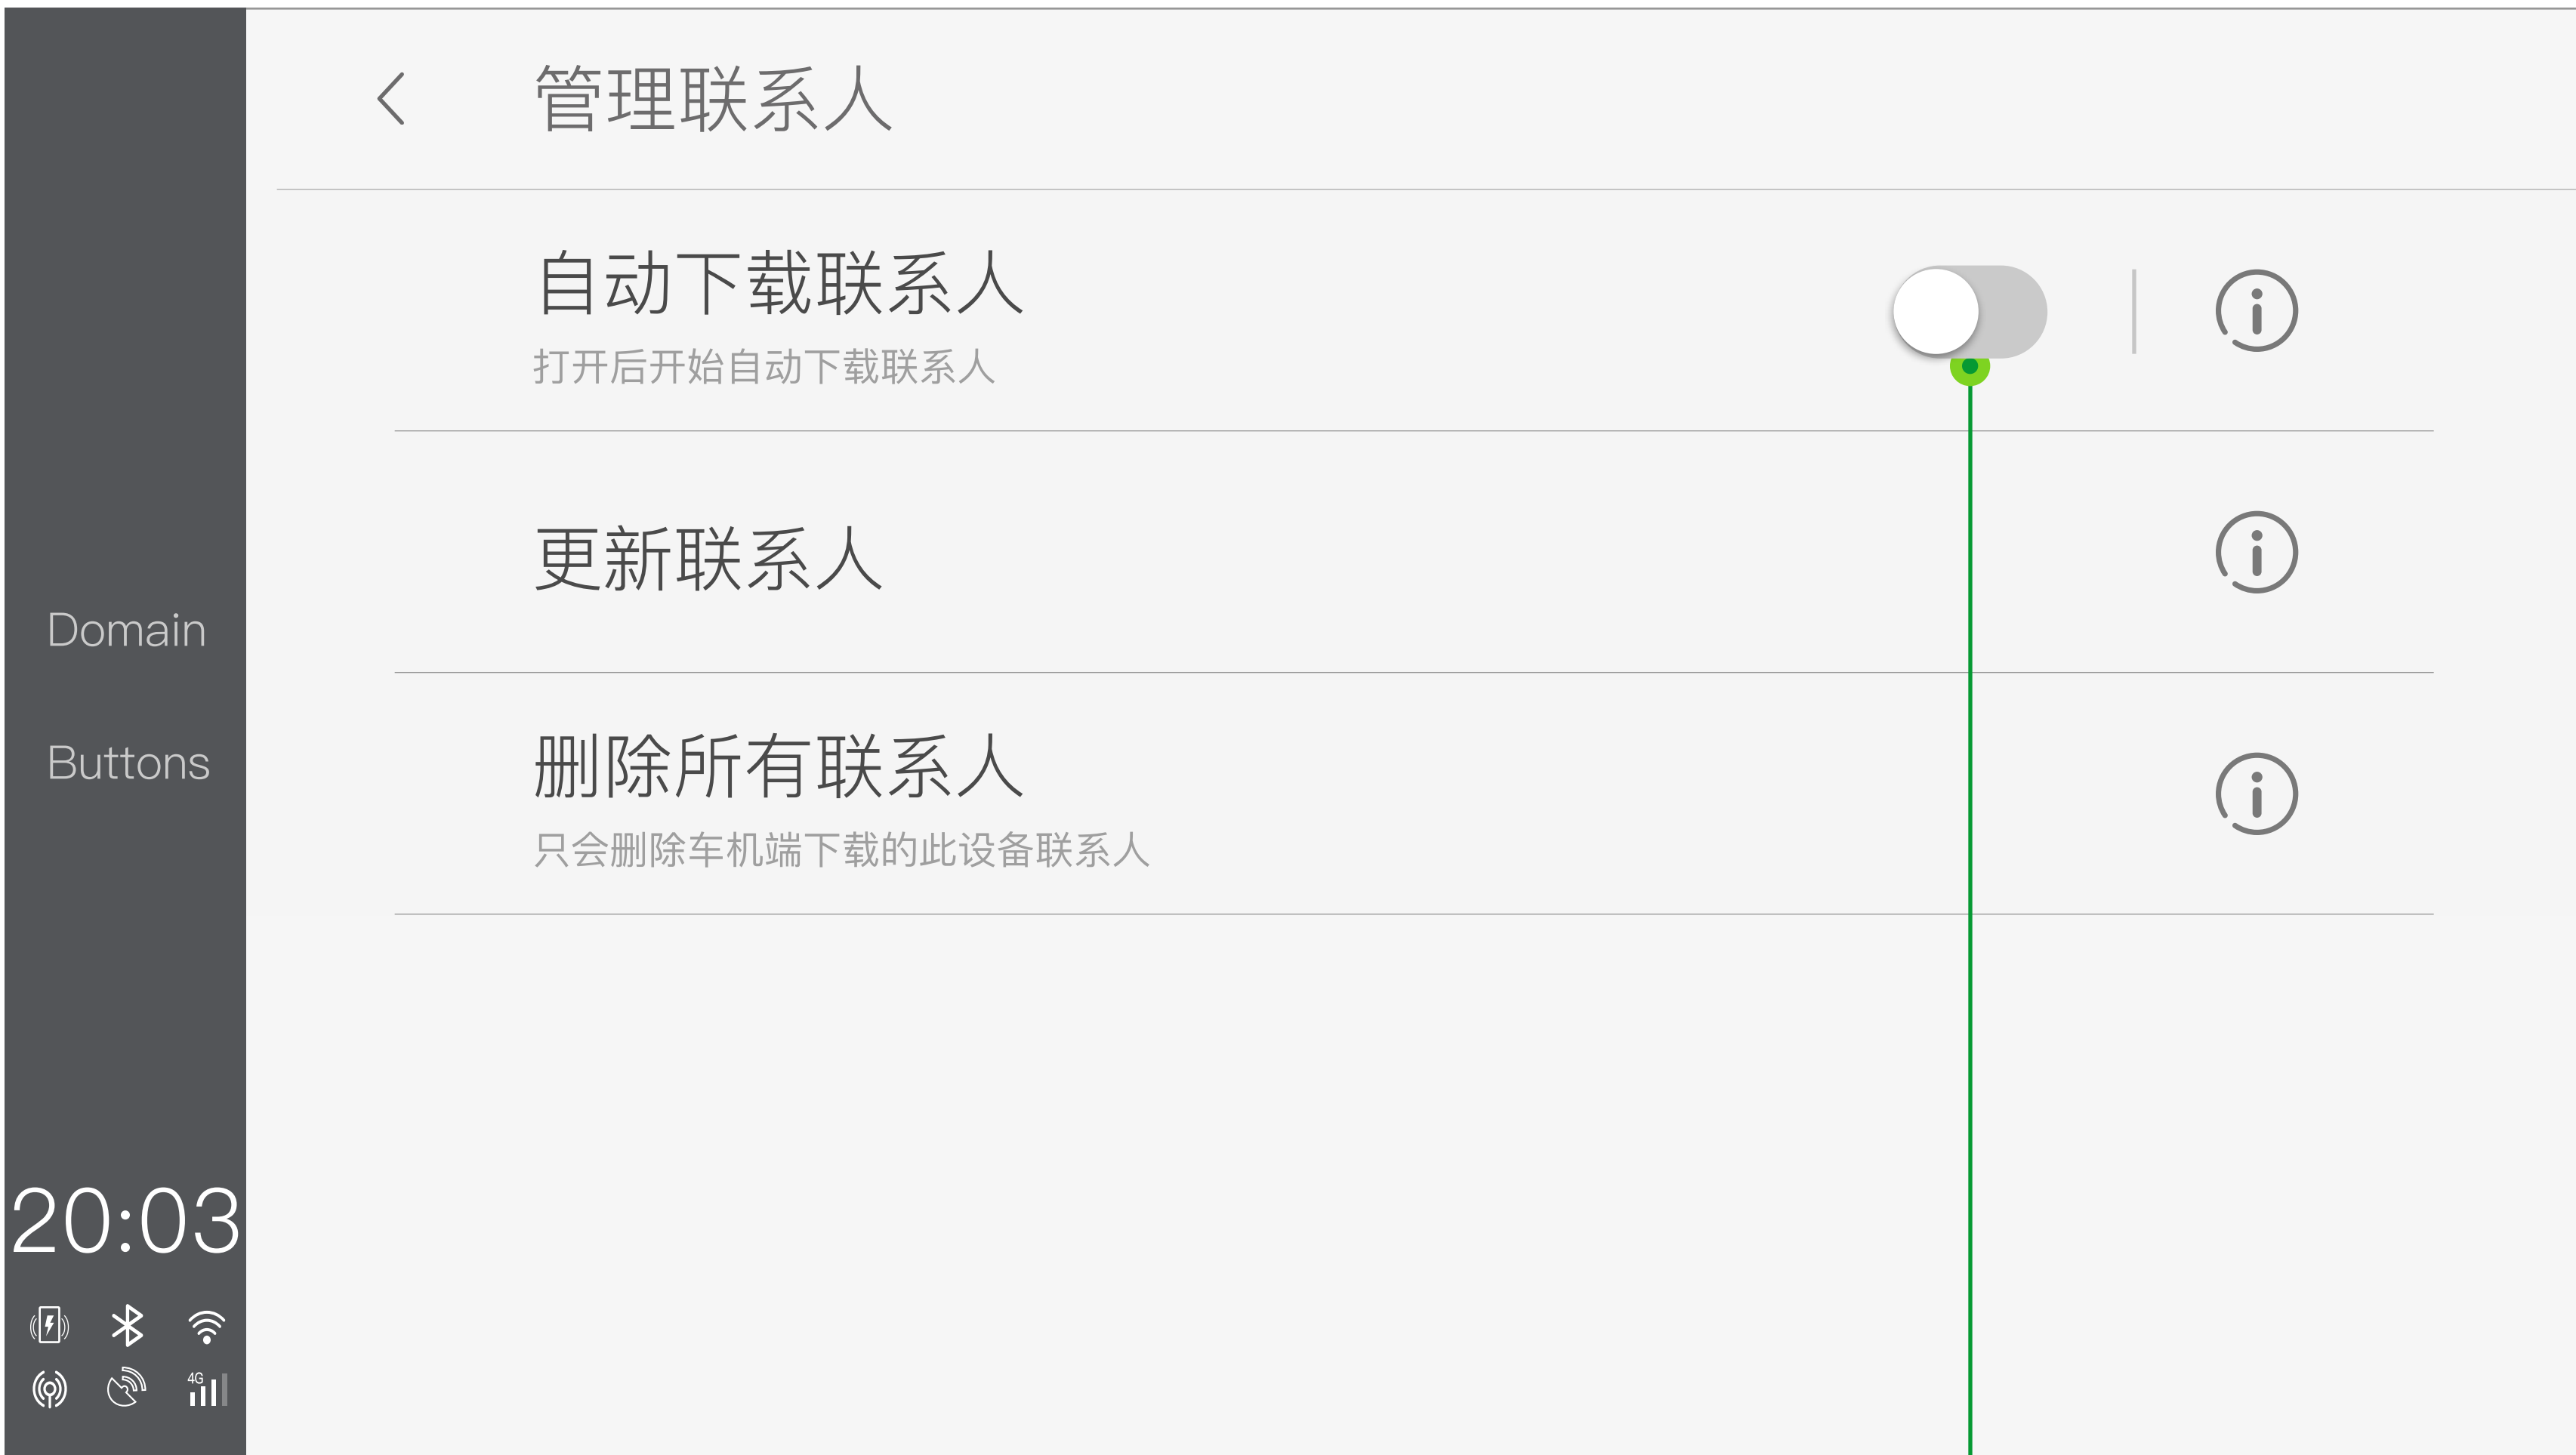 管理联系人
自动下载联系人
打开后开始自动下载联系人
更新联系人
删除所有联系人
只会删除车机端下载的此设备联系人
Domain
Buttons
20:03
4G